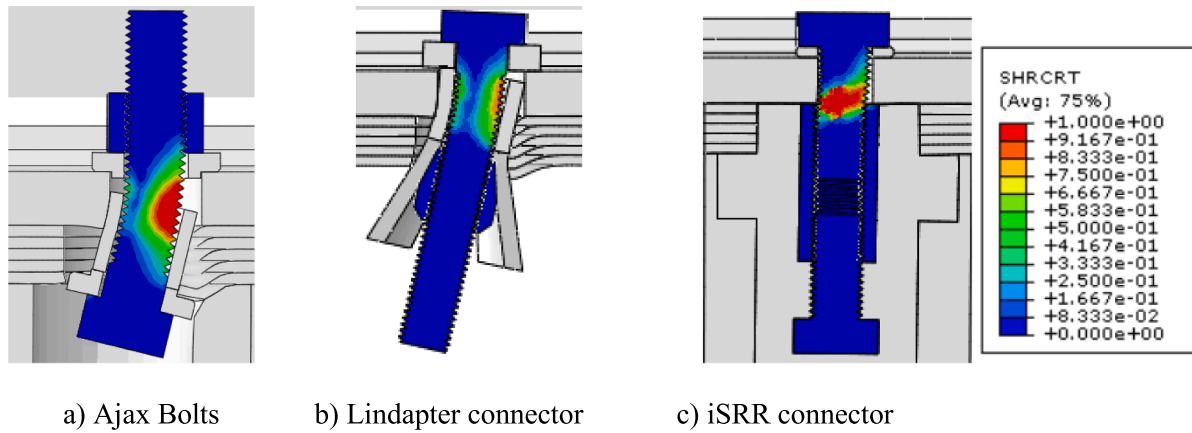 SHRCRT
(Avg: 75%)
+1.000e+00
+9.167e-01
+8.333e-01
+7.500e-01
+6.667e-01
+5.833e-01
+5.000e-01
+4.167e-01
+3.333e-01
+2.500e-01
+1.667e-01
+8.333e-02
+0.000e+00
a) Ajax Bolts
b) Lindapter connector
c) iSRR connector